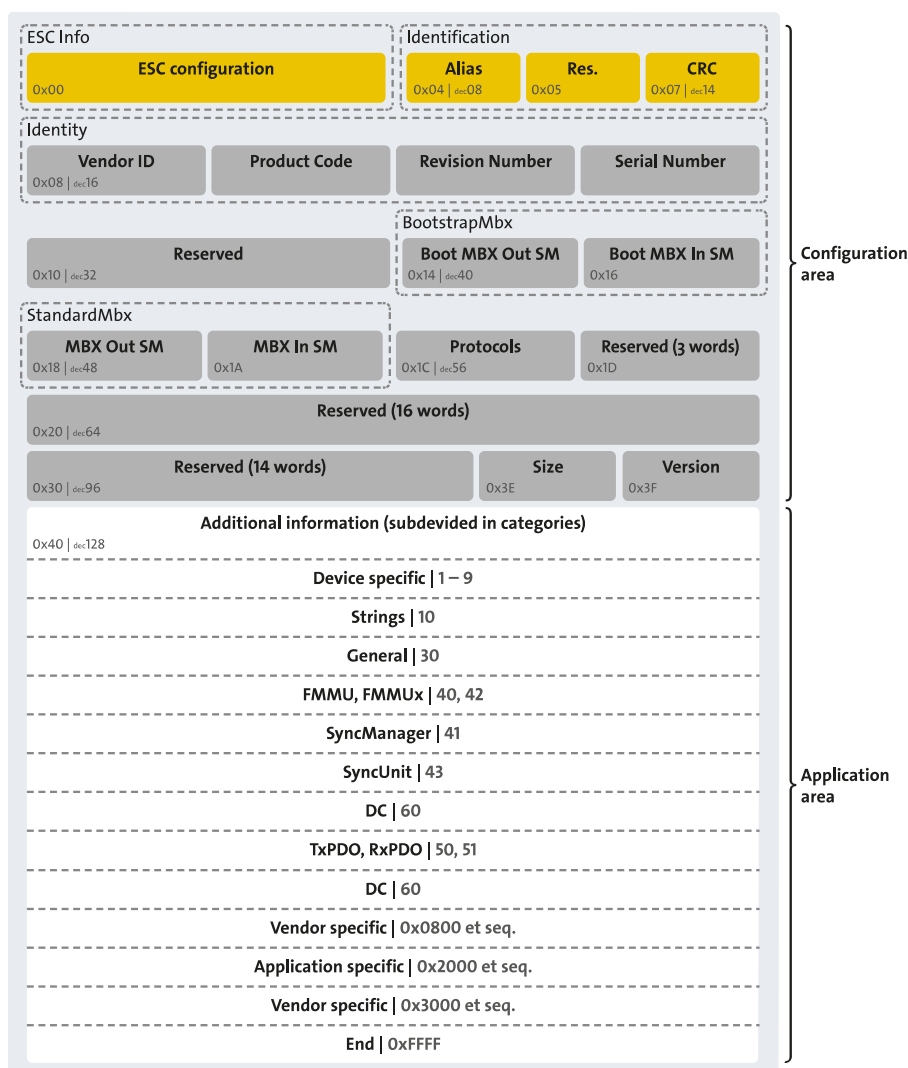 ESC Info
Identification
ESC configuration
0x00
Alias
0x04 | dec08
Res.
0x05
CRC
0x07 | dec14
Identity
Vendor ID
0x08 | dec16
Product Code
Revision Number
Serial Number
BootstrapMbx
Reserved
0x10 | dec32
Boot MBX Out SM
0x14 | dec40
Boot MBX In SM
0x16
Configuration
area
StandardMbx
MBX Out SM
0x18 | dec48
MBX In SM
0x1A
Protocols
0x1C | dec56
Reserved (3 words)
0x1D
Reserved (16 words)
0x20 | dec64
Reserved (14 words)
0x30 | dec96
Size
0x3E
Version
0x3F
Additional information (subdevided in categories)
0x40 | dec128
Device specific | 1 – 9
Strings | 10
General | 30
FMMU, FMMUx | 40, 42
SyncManager | 41
SyncUnit | 43
Application
area
DC | 60
TxPDO, RxPDO | 50, 51
DC | 60
Vendor specific | 0x0800 et seq.
Application specific | 0x2000 et seq.
Vendor specific | 0x3000 et seq.
End | 0xFFFF